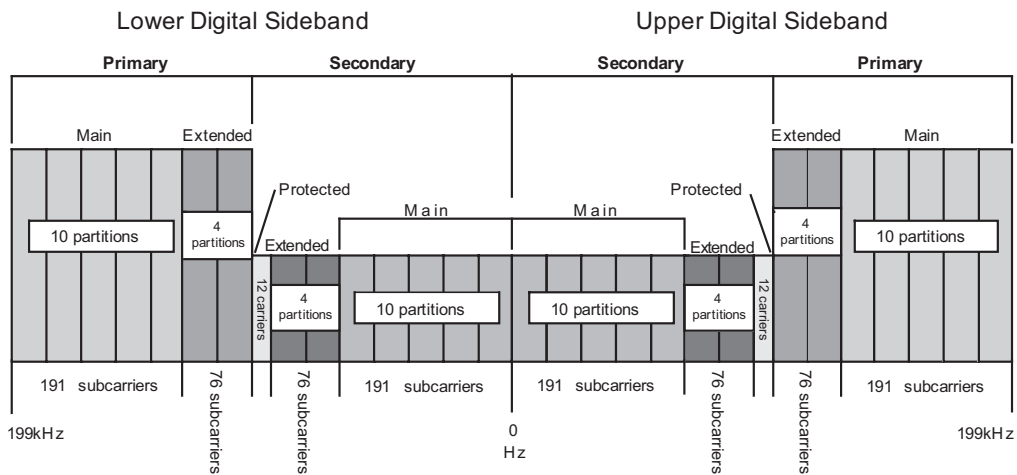 Lower Digital Sideband
Upper Digital Sideband
Primary
Secondary
Secondary
Primary
Main
Extended
Extended
Main
Protected
Protected
Main
Main
10 partitions
4
partitions
4
partitions
10 partitions
Extended
Extended
12 carriers
4
partitions
10 partitions
10 partitions
4
partitions
12 carriers
191 subcarriers
76 subcarriers
76 subcarriers
191 subcarriers
191 subcarriers
76 subcarriers
76 subcarriers
191 subcarriers
199kHz
0
Hz
199kHz